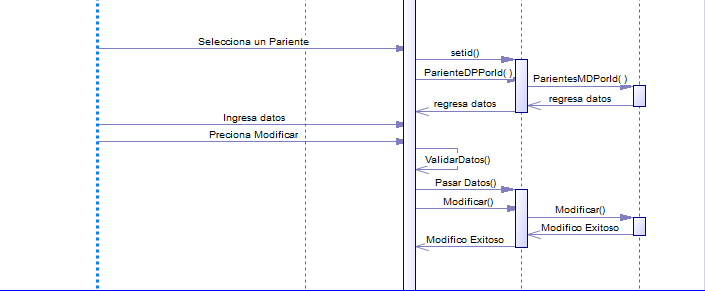 Selecciona un Pariente
setid()
ParienteDPPorId( )
ParientesMDPorId( )
regresa datos
regresa datos
Ingresa datos
Preciona Modificar
ValidarDatos()
Pasar Datos()
Modificar()
Modificar()
Modifico Exitoso
Modifico Exitoso